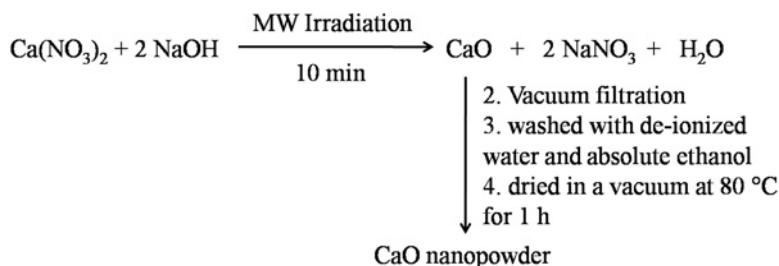 MW Irradiation
Ca(NO₃)₂ + 2 NaOH CaO + 2 NaNO₃ + H₂O
10 min
2. Vacuum filtration
3. washed with de-ionized
water and absolute ethanol
4. dried in a vacuum at 80 °C
for 1 h
CaO nanopowder